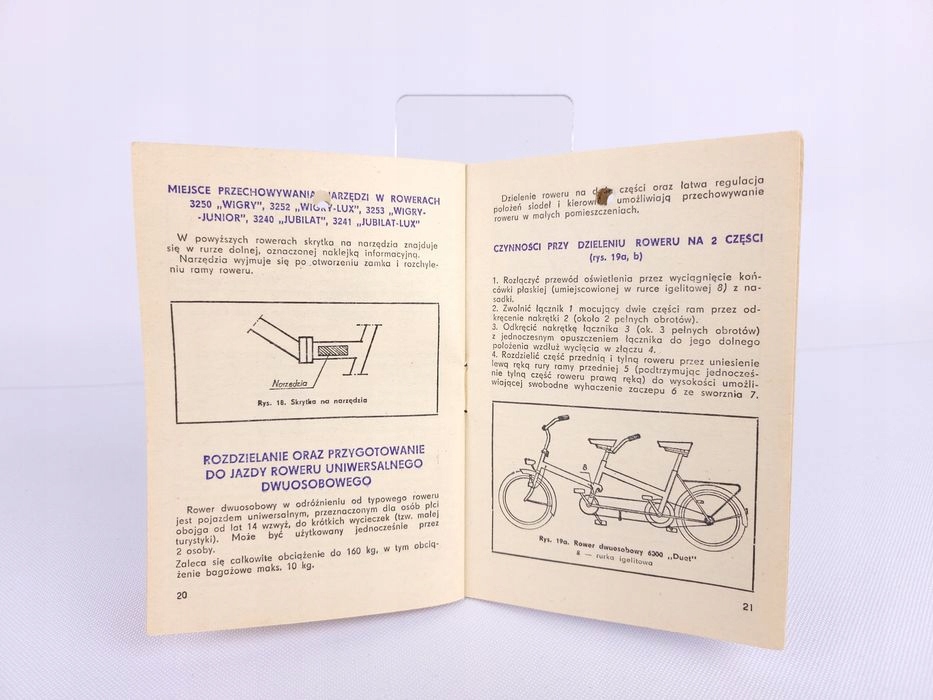 MIEJSCE PRZECHOWYWANIA NARZĘDZI W ROWERACH
3250 „WIGRY", 3252 „WIGRY-LUX", 3253 „WIGRY-
-JUNIOR", 3240 „JUBILAT", 3241 „JUBILAT-LUX"
W powyższych rowerach skrytka na narzędzia znajduje
się w rurze dolnej, oznaczonej naklejką informacyjną.
Narzędzia wyjmuje się po otworzeniu zamka i rozchyle-
niu ramy roweru.
Narzędzia
Rys. 18. Skrytka na narzędzia
ROZDZIELANIE ORAZ PRZYGOTOWANIE
DO JAZDY ROWERU UNIWERSALNEGO
DWUOSOBOWEGO
Rower dwuosobowy w odróżnieniu od typowego roweru
jest pojazdem uniwersalnym, przeznaczonym dla osób płci
obojga od lat 14 wzwyż, do krótkich wycieczek (tzw. małej
turystyki). Może być użytkowany jednocześnie przez
2 osoby.
Zaleca się całkowite obciążenie do 160 kg, w tym obcią-
żenie bagażowe maks. 10 kg.
20
Dzielenie roweru na części oraz łatwa regulacja
położeń siodeł i kierowni umożliwiają przechowywanie
roweru w małych pomieszczeniach.
CZYNNOŚCI PRZY DZIELENIU ROWERU NA 2 CZĘŚCI
(rys. 19a, b)
1. Rozłączyć przewód oświetlenia przez wyciągnięcie koń-
cówki płaskiej (umiejscowionej w rurce igelitowej 8) z na-
sadki.
2. Zwolnić łącznik 1 mocujący dwie części ram przez od-
kręcenie nakrętki 2 (około 2 pełnych obrotów).
3. Odkręcić nakrętkę łącznika 3 (ok. 3 pełnych obrotów)
z jednoczesnym opuszczeniem łącznika do jego dolnego
położenia wzdłuż wycięcia w złączu 4.
4. Rozdzielić część przednią i tylną roweru przez uniesienie
lewą ręką rury ramy przedniej 5 (podtrzymując jednocześ-
nie tylną część roweru prawą ręką) do wysokości umożli-
wiającej swobodne wyhaczenie zaczepu 6 ze sworznia 7.
8
Rys. 19a. Rower dwuosobowy 6300 „Duet"
8 — rurka igelitowa
21